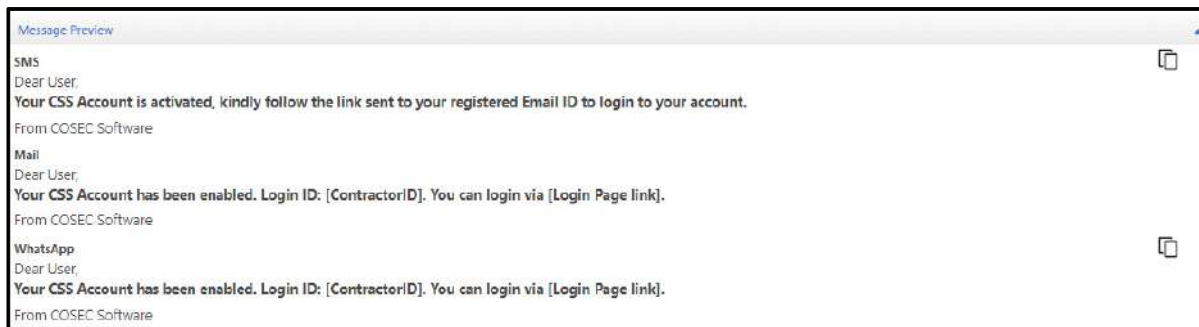 Message Preview
SMS
Dear User,
Your CSS Account is activated, kindly follow the link sent to your registered Email ID to login to your account.
From COSEC Software
Mail
Dear User,
Your CSS Account has been enabled. Login ID: [ContractorID]. You can login via [Login Page link].
From COSEC Software
WhatsApp
Dear User,
Your CSS Account has been enabled. Login ID: [ContractorID]. You can login via [Login Page link].
From COSEC Software